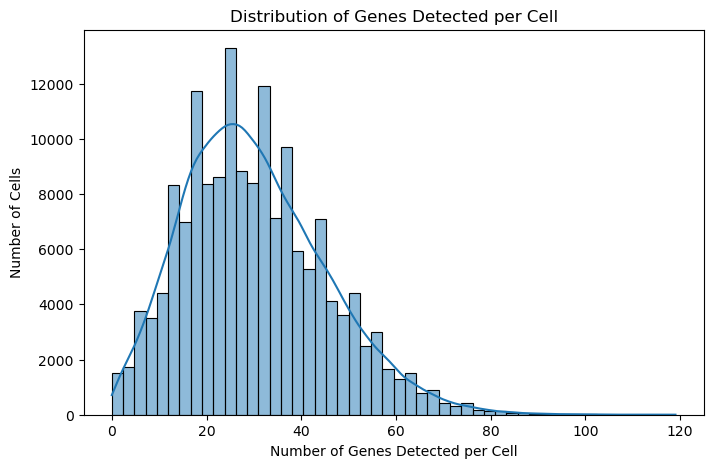 Distribution of Genes Detected per Cell
Number of Cells
12000
10000
8000
6000
4000
2000
0
0 20 40 60 80 100 120
Number of Genes Detected per Cell